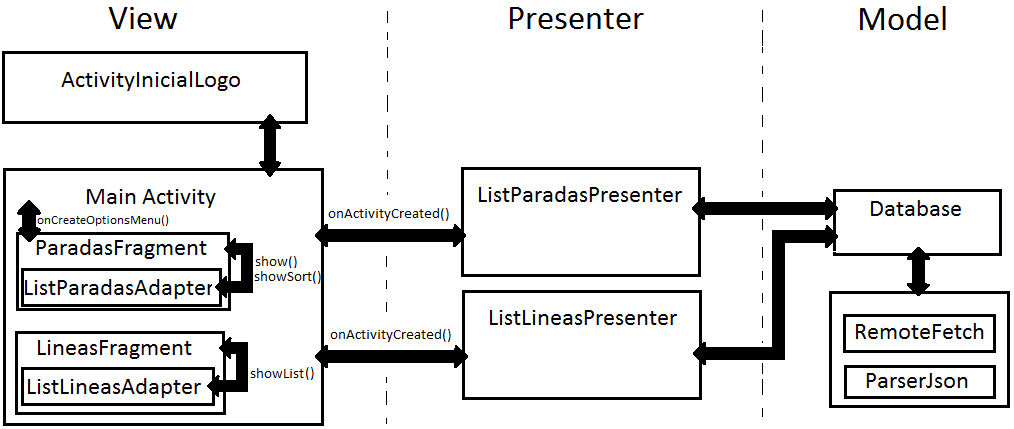 View
Presenter
Model
ActivityInicialLogo
Main Activity
onCreateOptionsMenu()
ParadasFragment
ListParadasAdapter
show()
showSort()
LineasFragment
ListLineasAdapter
showList()
onActivityCreated()
onActivityCreated()
ListParadasPresenter
ListLineasPresenter
Database
RemoteFetch
ParserJson